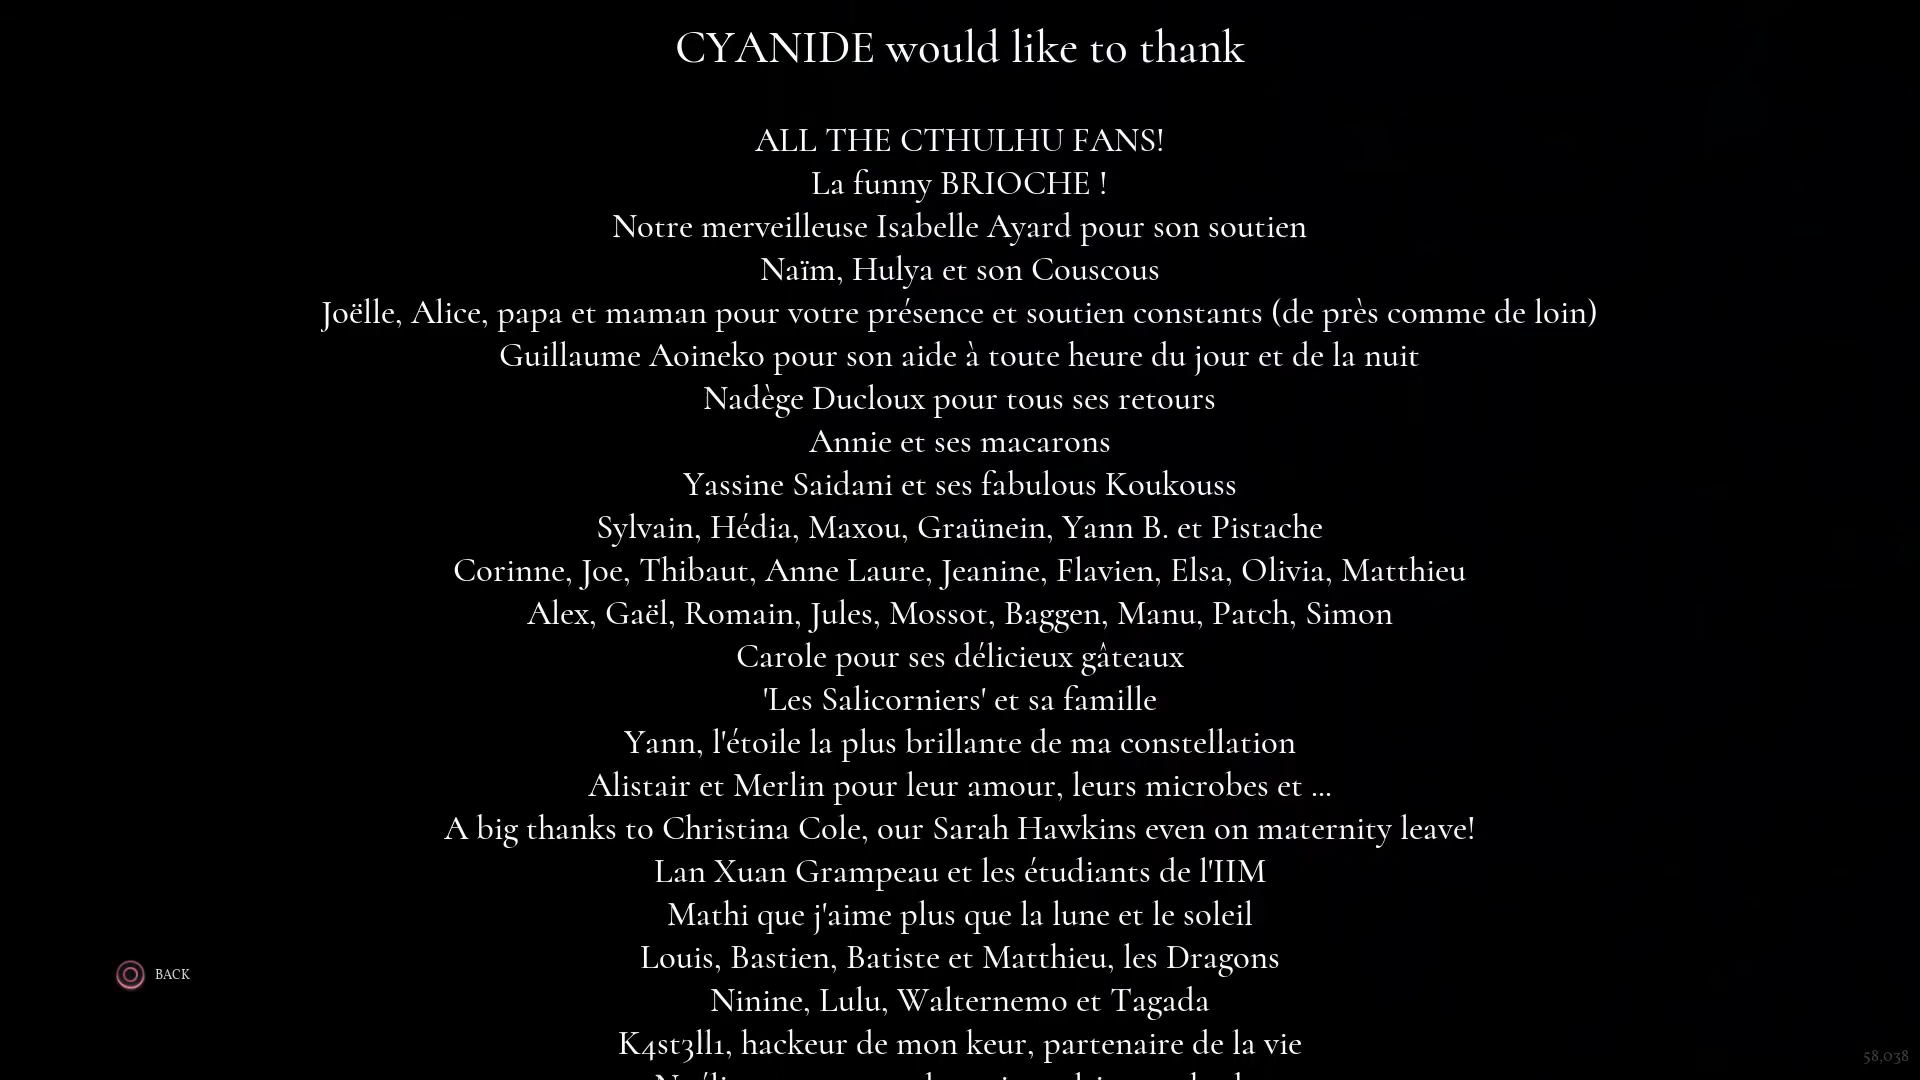 CYANIDE would like to thank
ALL THE CTHULHU FANS!
La funny BRIOCHE !
Notre merveilleuse Isabelle Ayard pour son soutien
Naïm, Hulya et son Couscous
Joëlle, Alice, papa et maman pour votre présence et soutien constants (de près comme de loin)
Guillaume Aoineko pour son aide à toute heure du jour et de la nuit
Nadège Ducloux pour tous ses retours
Annie et ses macarons
Yassine Saidani et ses fabulous Koukouss
Sylvain, Hédia, Maxou, Graünein, Yann B. et Pistache
Corinne, Joe, Thibaut, Anne Laure, Jeanine, Flavien, Elsa, Olivia, Matthieu
Alex, Gaël, Romain, Jules, Mossot, Baggen, Manu, Patch, Simon
Carole pour ses délicieux gâteaux
'Les Salicorniers' et sa famille
Yann, l'étoile la plus brillante de ma constellation
Alistair et Merlin pour leur amour, leurs microbes et ...
A big thanks to Christina Cole, our Sarah Hawkins even on maternity leave!
Lan Xuan Grampeau et les étudiants de l'IIM
Mathi que j'aime plus que la lune et le soleil
Louis, Bastien, Batiste et Matthieu, les Dragons
BACK
Ninine, Lulu, Walternemo et Tagada
K4st3ll1, hackeur de mon keur, partenaire de la vie
58,038